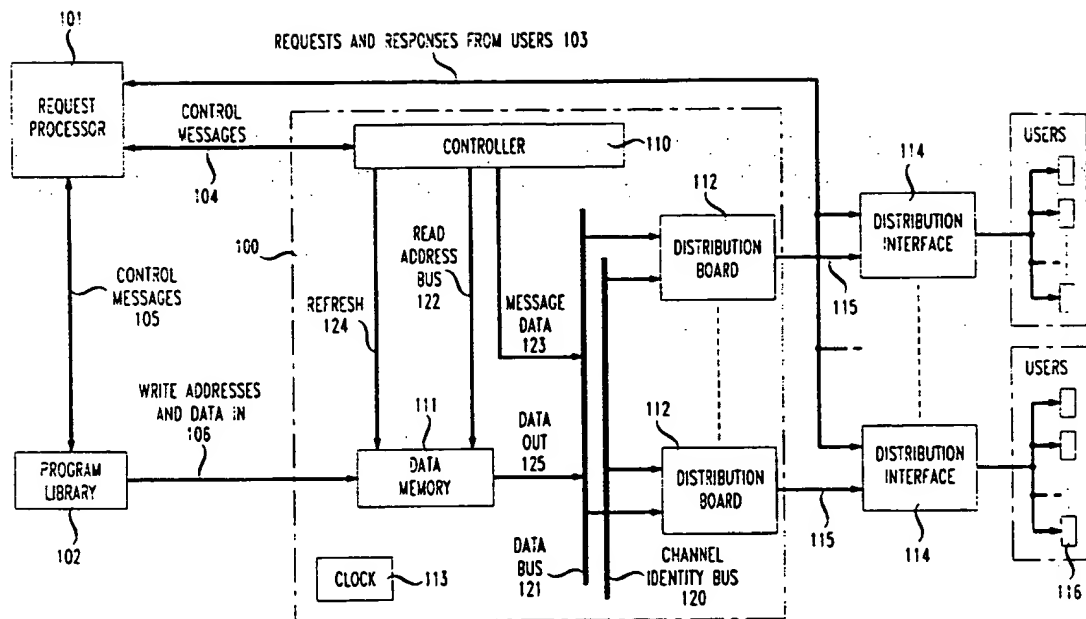 101
REQUESTS AND RESPONSES FROM USERS 103
REQUEST
PROCESSOR
CONTROL
MESSAGES
104
CONTROLLER
110
USERS
114
112
DISTRIBUTION
INTERFACE
DISTRIBUTION
BOARD
100
READ
ADDRESS
BUS
122
CONTROL
MESSAGES
105
REFRESH
124
MESSAGE
DATA
123
115
USERS
WRITE ADDRESSES
AND DATA IN
106
111
DATA
OUT
125
112
PROGRAM
LIBRARY
DATA
MEMORY
DISTRIBUTION
BOARD
DISTRIBUTION
INTERFACE
102
115
114
116
CLOCK
113
DATA
BUS
121
CHANNEL
IDENTITY BUS
120